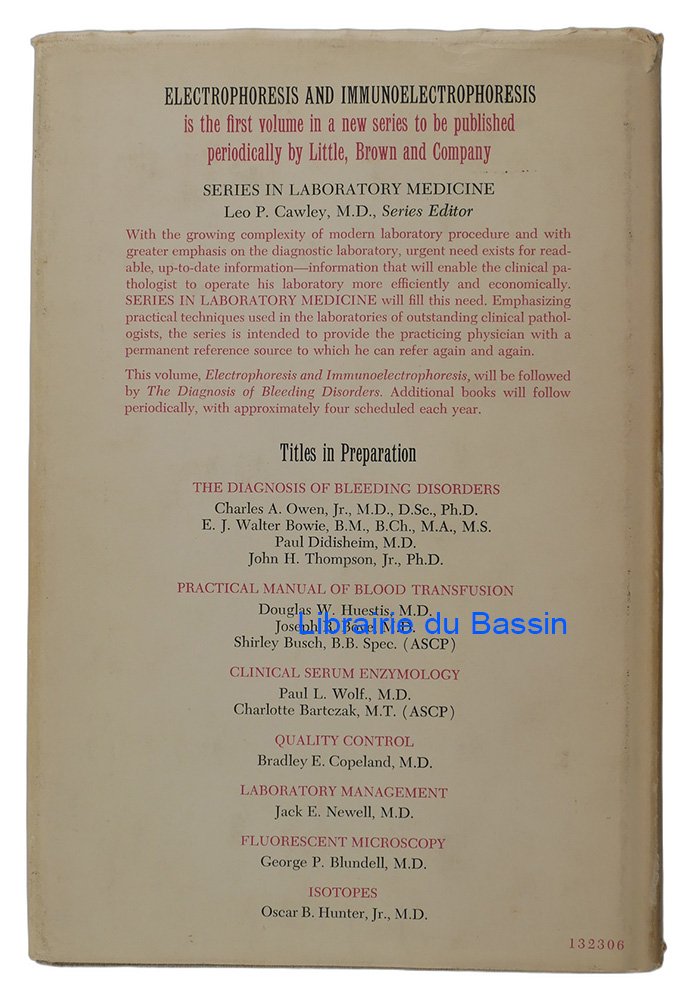 ELECTROPHORESIS AND IMMUNOELECTROPHORESIS
is the first volume in a new series to be published
periodically by Little, Brown and Company
SERIES IN LABORATORY MEDICINE
Leo P. Cawley, M.D., Series Editor
With the growing complexity of modern laboratory procedure and with
greater emphasis on the diagnostic laboratory, urgent need exists for read-
able, up-to-date information—information that will enable the clinical pa-
thologist to operate his laboratory more efficiently and economically.
SERIES IN LABORATORY MEDICINE will fill this need. Emphasizing
practical techniques used in the laboratories of outstanding clinical pathol-
ogists, the series is intended to provide the practicing physician with a
permanent reference source to which he can refer again and again.
This volume, Electrophoresis and Immunoelectrophoresis, will be followed
by The Diagnosis of Bleeding Disorders. Additional books will follow
periodically, with approximately four scheduled each year.
Titles in Preparation
THE DIAGNOSIS OF BLEEDING DISORDERS
Charles A. Owen, Jr., M.D., D.Sc., Ph.D.
E. J. Walter Bowie, B.M., B.Ch., M.A., M.S.
Paul Didisheim, M.D.
John H. Thompson, Jr., Ph.D.
PRACTICAL MANUAL OF BLOOD TRANSFUSION
Douglas W. Huestis, M.D.
Joseph R. Bove, M.D.
Librairie du Bassin
Shirley Busch, B.B. Spec. (ASCP)
CLINICAL SERUM ENZYMOLOGY
Paul L. Wolf., M.D.
Charlotte Bartczak, M.T. (ASCP)
QUALITY CONTROL
Bradley E. Copeland, M.D.
LABORATORY MANAGEMENT
Jack E. Newell, M.D.
FLUORESCENT MICROSCOPY
George P. Blundell, M.D.
ISOTOPES
Oscar B. Hunter, Jr., M.D.
132306